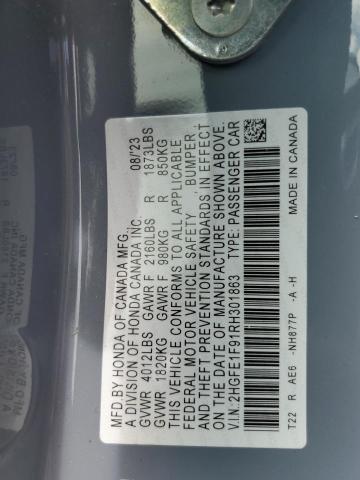 MFD BY HONDA OF CANADA MFG.
A DIVISION OF HONDA CANADA INC. 08/'23
GVWR 4012LBS GAWR F 2160LBS R 1873LBS
GVWR 1820KG GAWR F 980KG R 850KG
THIS VEHICLE CONFORMS TO ALL APPLICABLE
FEDERAL MOTOR VEHICLE SAFETY, BUMPER,
AND THEFT PREVENTION STANDARDS IN EFFECT
ON THE DATE OF MANUFACTURE SHOWN ABOVE.
V.I.N: 2HGFE1F91RH301863 TYPE: PASSENGER CAR
T22 R AE6 -NH877P -A -H MADE IN CANADA